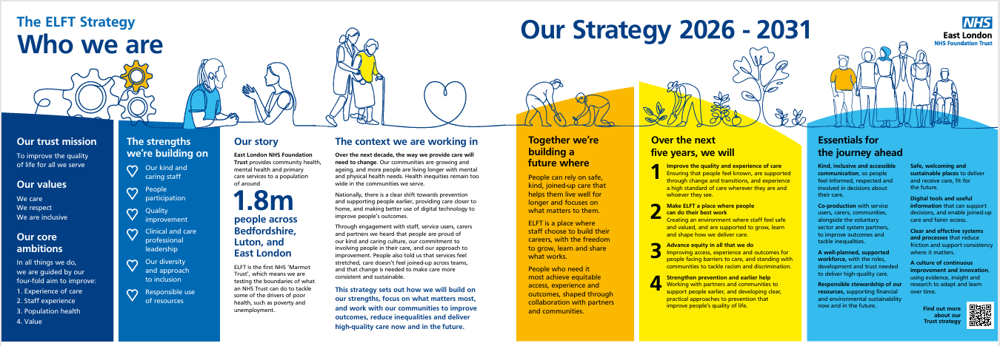 The ELFT Strategy
Who we are
Our Strategy 2026 - 2031
NHS
East London
NHS Foundation Trust
Our trust mission
To improve the quality
of life for all we serve
Our values
We care
We respect
We are inclusive
Our core
ambitions
In all things we do,
we are guided by our
four-fold aim to improve:
1. Experience of care
2. Staff experience
3. Population health
4. Value
The strengths
we're building on
Our kind and
caring staff
People
participation
Quality
improvement
Clinical and care
professional
leadership
Our diversity
and approach
to inclusion
Responsible use
of resources
Our story
East London NHS Foundation
Trust provides community health,
mental health and primary
care services to a population
of around
1.8m
people across
Bedfordshire,
Luton, and
East London
ELFT is the first NHS 'Marmot
Trust', which means we are
testing the boundaries of what
an NHS Trust can do to tackle
some of the drivers of poor
health, such as poverty and
unemployment.
The context we are working in
Over the next decade, the way we provide care will
need to change. Our communities are growing and
ageing, and more people are living longer with mental
and physical health needs. Health inequities remain too
wide in the communities we serve.
Nationally, there is a clear shift towards prevention
and supporting people earlier, providing care closer to
home, and making better use of digital technology to
improve people's outcomes.
Through engagement with staff, service users, carers
and partners we heard that people are proud of
our kind and caring culture, our commitment to
involving people in their care, and our approach to
improvement. People also told us that services feel
stretched, care doesn't feel joined-up across teams,
and that change is needed to make care more
consistent and sustainable.
This strategy sets out how we will build on
our strengths, focus on what matters most,
and work with our communities to improve
outcomes, reduce inequalities and deliver
high-quality care now and in the future.
Together we're
building a
future where
People can rely on safe,
kind, joined-up care that
helps them live well for
longer and focuses on
what matters to them.
ELFT is a place where
staff choose to build their
careers, with the freedom
to grow, learn and share
what works.
People who need it
most achieve equitable
access, experience and
outcomes, shaped through
collaboration with partners
and communities.
Over the next
five years, we will
1 Improve the quality and experience of care
Ensuring that people feel known, are supported
through change and transitions, and experience
a high standard of care wherever they are and
whoever they see.
2 Make ELFT a place where people
can do their best work
Creating an environment where staff feel safe
and valued, and are supported to grow, learn
and shape how we deliver care.
3 Advance equity in all that we do
Improving access, experience and outcomes for
people facing barriers to care, and standing with
communities to tackle racism and discrimination.
4 Strengthen prevention and earlier help
Working with partners and communities to
support people earlier, and developing clear,
practical approaches to prevention that
improve people's quality of life.
Essentials for
the journey ahead
Kind, inclusive and accessible
communication, so people
feel informed, respected and
involved in decisions about
their care.
Co-production with service
users, carers, communities,
alongside the voluntary
sector and system partners,
to improve outcomes and
tackle inequalities.
A well-planned, supported
workforce, with the roles,
development and trust needed
to deliver high-quality care.
Responsible stewardship of our
resources, supporting financial
and environmental sustainability
now and in the future.
Safe, welcoming and
sustainable places to deliver
and receive care, fit for
the future.
Digital tools and useful
information that can support
decisions, and enable joined-up
care and fairer access.
Clear and effective systems
and processes that reduce
friction and support consistency
where it matters.
A culture of continuous
improvement and innovation,
using evidence, insight and
research to adapt and learn
over time.
Find out more
about our
Trust strategy